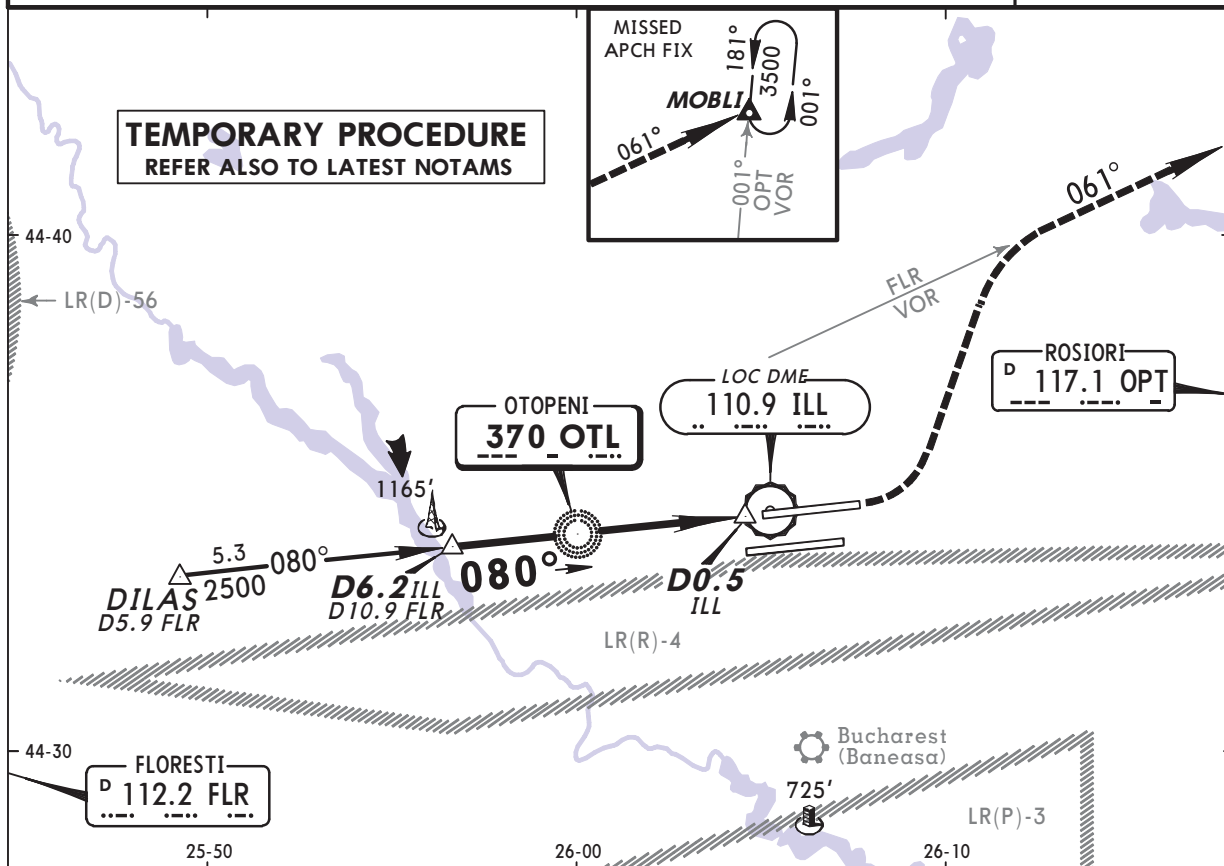 MISSED
APCH FIX
181°
3500
001°
MOBLI
061°
001°
OPT
VOR
TEMPORARY PROCEDURE
REFER ALSO TO LATEST NOTAMS
061°
44-40
LR(D)-56
FLR
VOR
ROSIORI
D 117.1 OPT
LOC DME
110.9 ILL
OTOPENI
370 OTL
1165'
5.3
080°
2500
DILAS
D5.9 FLR
D6.2 ILL
D10.9 FLR
080°
D0.5
ILL
LR(R)-4
44-30
Bucharest
(Baneasa)
FLORESTI
D 112.2 FLR
725'
LR(P)-3
25-50
26-00
26-10